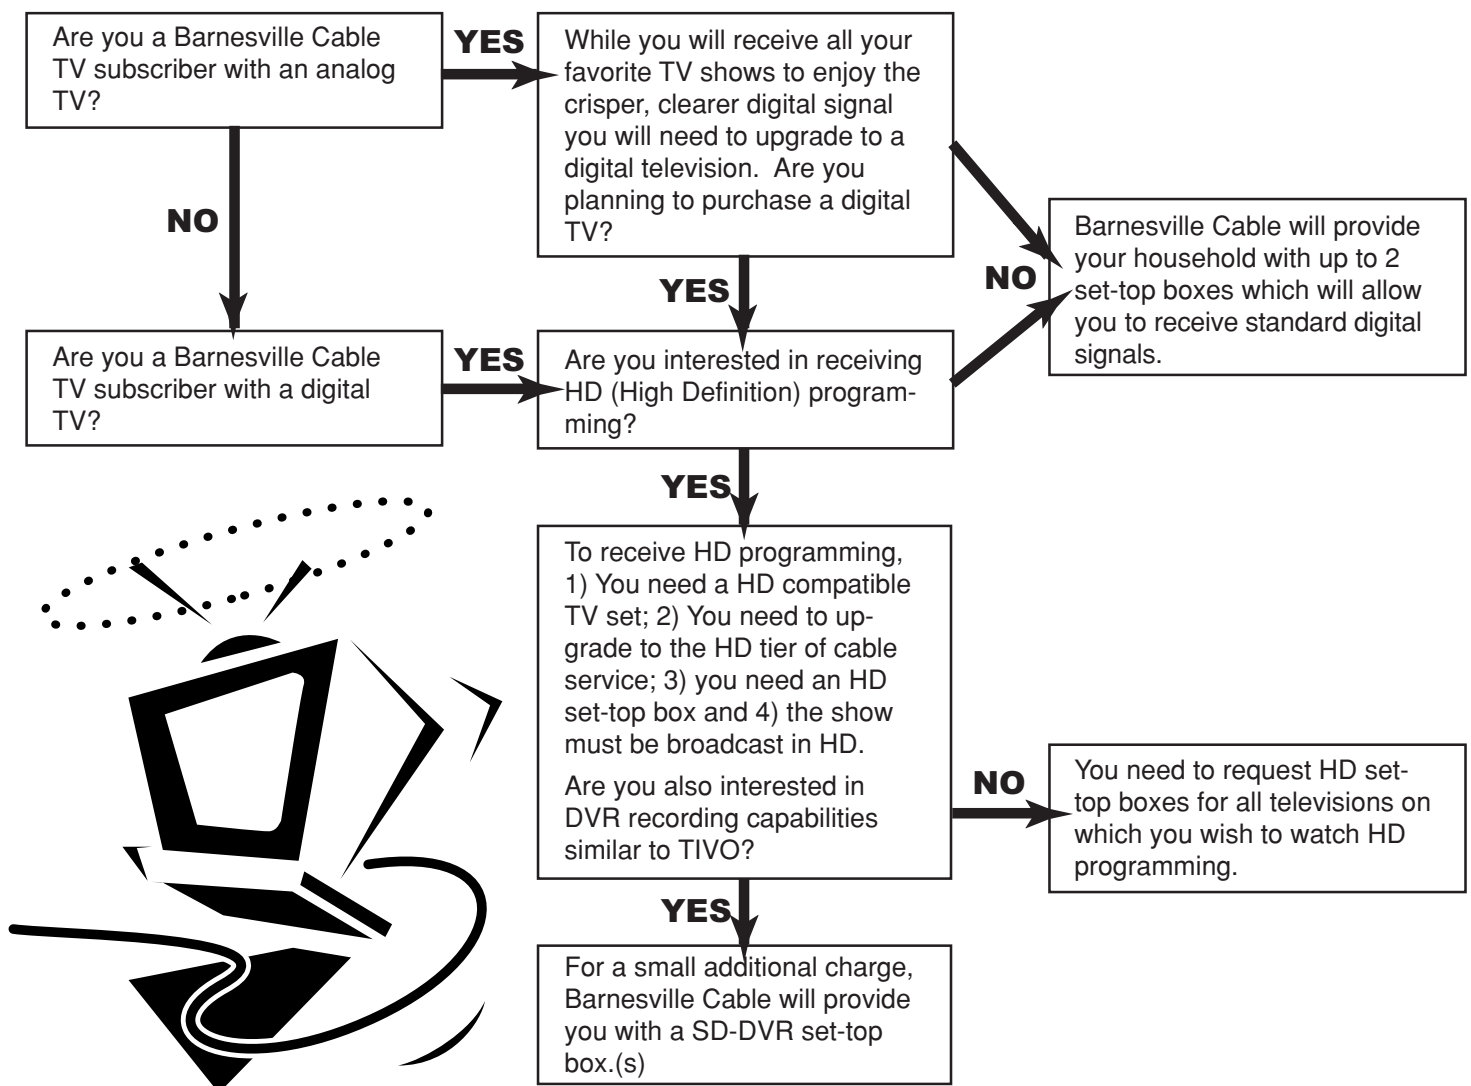 Are you a Barnesville Cable
TV subscriber with an analog
TV?
YES
While you will receive all your
favorite TV shows to enjoy the
crisper, clearer digital signal
you will need to upgrade to a
digital television.  Are you
planning to purchase a digital
TV?
NO
YES
NO
Barnesville Cable will provide
your household with up to 2
set-top boxes which will allow
you to receive standard digital
signals.
Are you a Barnesville Cable
TV subscriber with a digital
TV?
YES
Are you interested in receiving
HD (High Definition) program-
ming?
YES
To receive HD programming,
1) You need a HD compatible
TV set; 2) You need to up-
grade to the HD tier of cable
service; 3) you need an HD
set-top box and 4) the show
must be broadcast in HD.
Are you also interested in
DVR recording capabilities
similar to TIVO?
NO
You need to request HD set-
top boxes for all televisions on
which you wish to watch HD
programming.
YES
For a small additional charge,
Barnesville Cable will provide
you with a SD-DVR set-top
box.(s)